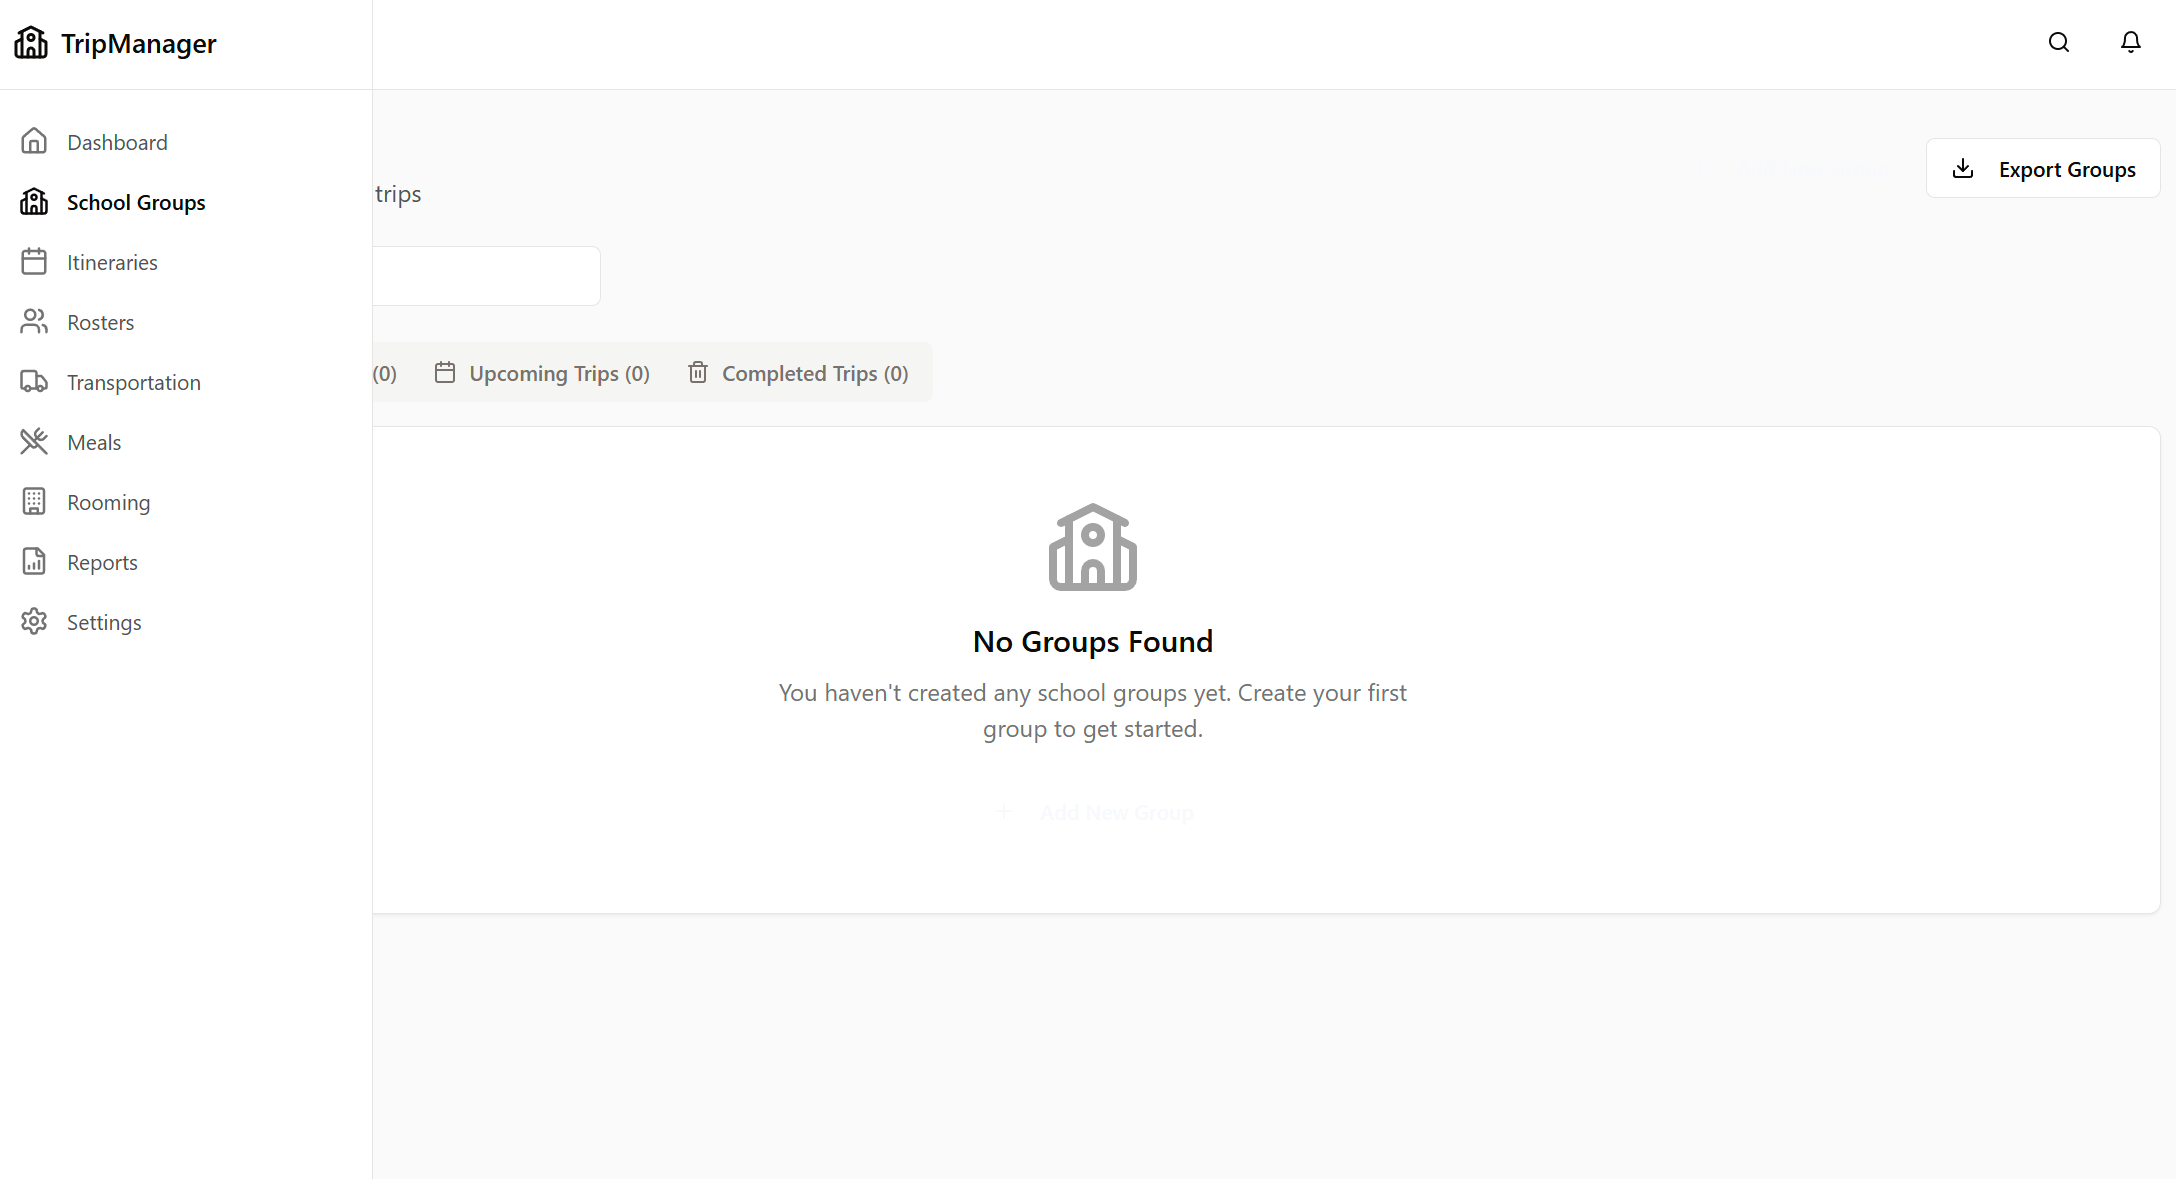 TripManager
Dashboard
School Groups
Itineraries
Rosters
Transportation
Meals
Rooming
Reports
Settings
Export Groups
trips
(0)
Upcoming Trips (0)
Completed Trips (0)
No Groups Found
You haven't created any school groups yet. Create your first
group to get started.
Add New Group